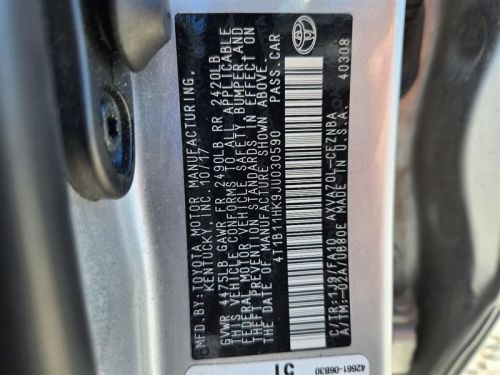 MFD. BY: TOYOTA MOTOR MANUFACTURING,
KENTUCKY, INC. 10/17
GVWR 4475LB GAWR FR 2490LB RR 2420LB
THIS VEHICLE CONFORMS TO ALL APPLICABLE
FEDERAL MOTOR VEHICLE SAFETY, BUMPER, AND
THEFT PREVENTION STANDARDS IN EFFECT ON
THE DATE OF MANUFACTURE SHOWN ABOVE.
4T1B11HK9JU030590 PASS.CAR
C/TR:1J9/FA10 AXVA70L-CEZNBA
A/TM:-02A/UB80E MADE IN U.S.A.
40308
42661-06B30
51